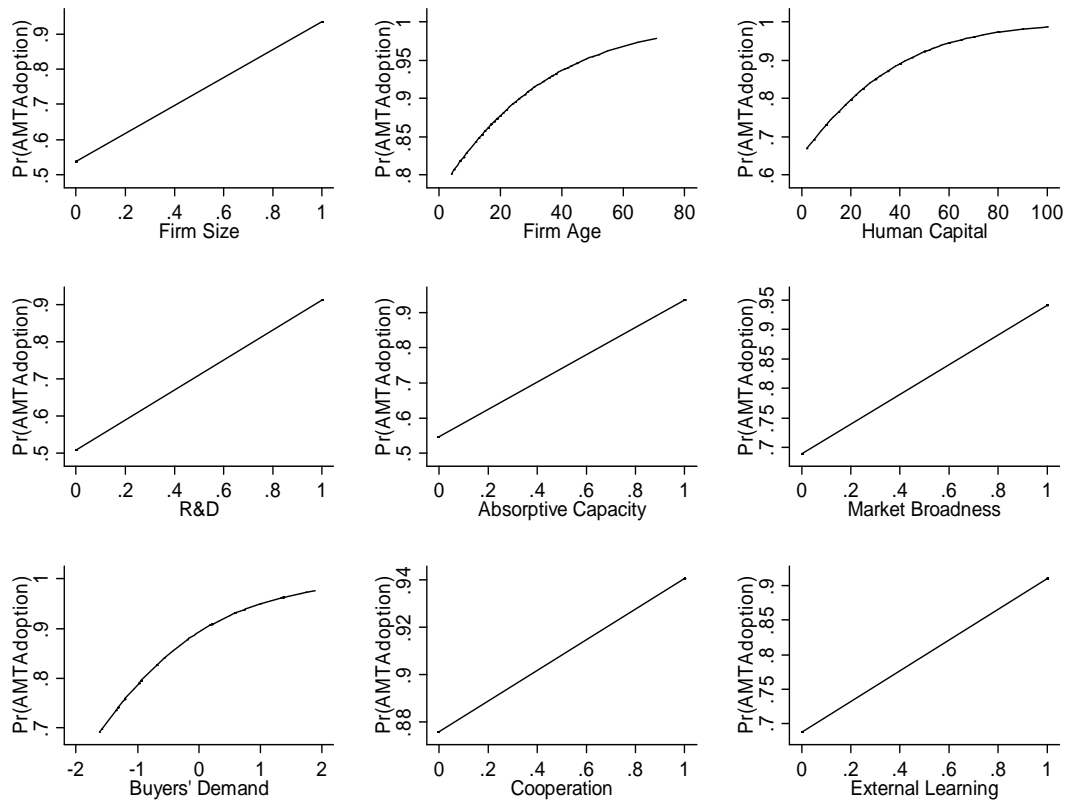 Pr(AMTAdoption)
.5 .6 .7 .8 .9
0 .2 .4 .6 .8 1
Firm Size
Pr(AMTAdoption)
.8 .85 .9 .95 1
0 20 40 60 80
Firm Age
Pr(AMTAdoption)
.6 .7 .8 .9 1
0 20 40 60 80 100
Human Capital
Pr(AMTAdoption)
.5 .6 .7 .8 .9
0 .2 .4 .6 .8 1
R&D
Pr(AMTAdoption)
.5 .6 .7 .8 .9
0 .2 .4 .6 .8 1
Absorptive Capacity
Pr(AMTAdoption)
.7 .75 .8 .85 .9 .95
0 .2 .4 .6 .8 1
Market Broadness
Pr(AMTAdoption)
.7 .8 .9 1
-2 -1 0 1 2
Buyers' Demand
Pr(AMTAdoption)
.88 .9 .92 .94
0 .2 .4 .6 .8 1
Cooperation
Pr(AMTAdoption)
.7 .75 .8 .85 .9
0 .2 .4 .6 .8 1
External Learning